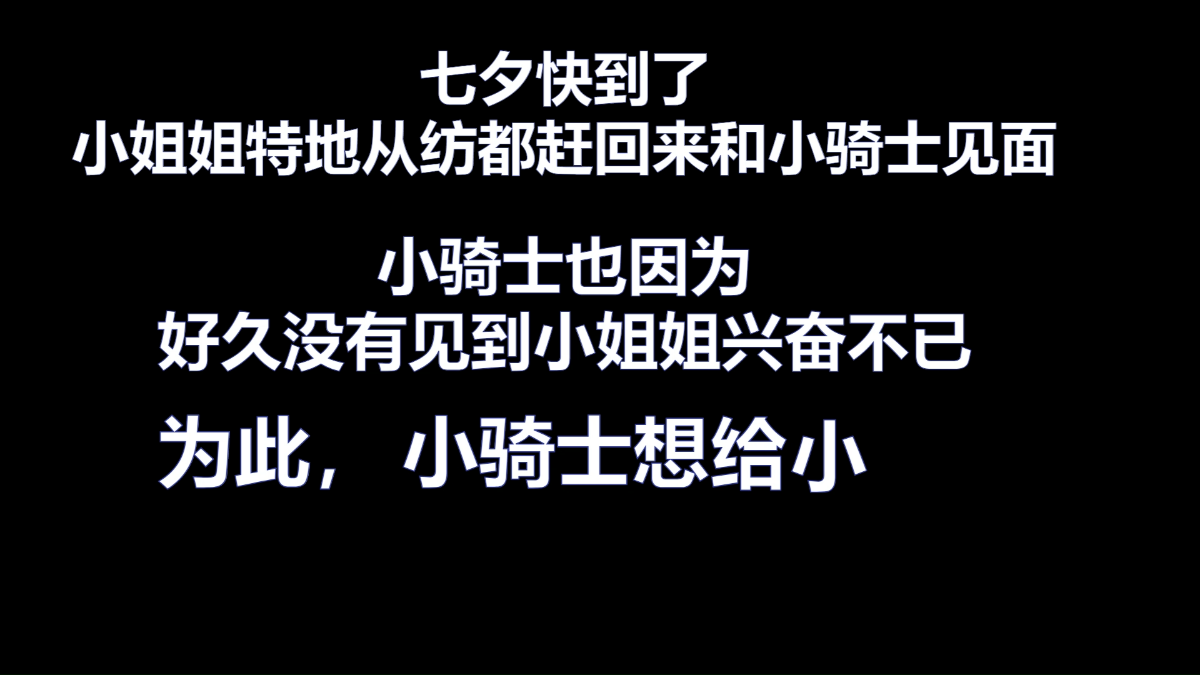 七夕快到了
小姐姐特地从纺都赶回来和小骑士见面
小骑士也因为
好久没有见到小姐姐兴奋不已
为此，小骑士想给小